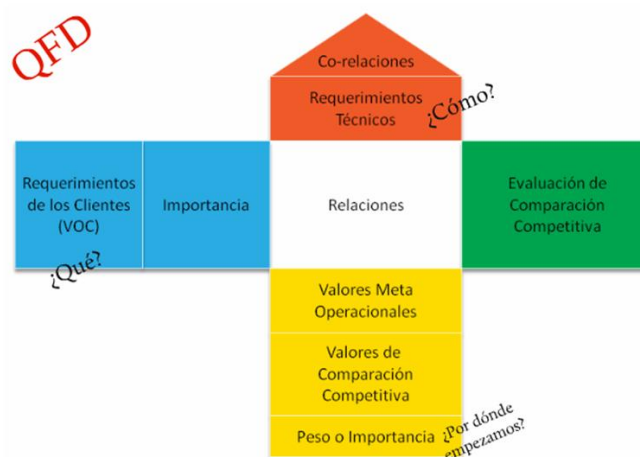 QFD
Co-relaciones
Requerimientos
Técnicos
¿Cómo?
Requerimientos
de los Clientes
(VOC)
¿Qué?
Importancia
Relaciones
Evaluación de
Comparación
Competitiva
Valores Meta
Operacionales
Valores de
Comparación
Competitiva
Peso o Importancia
¿Por dónde
empezamos?